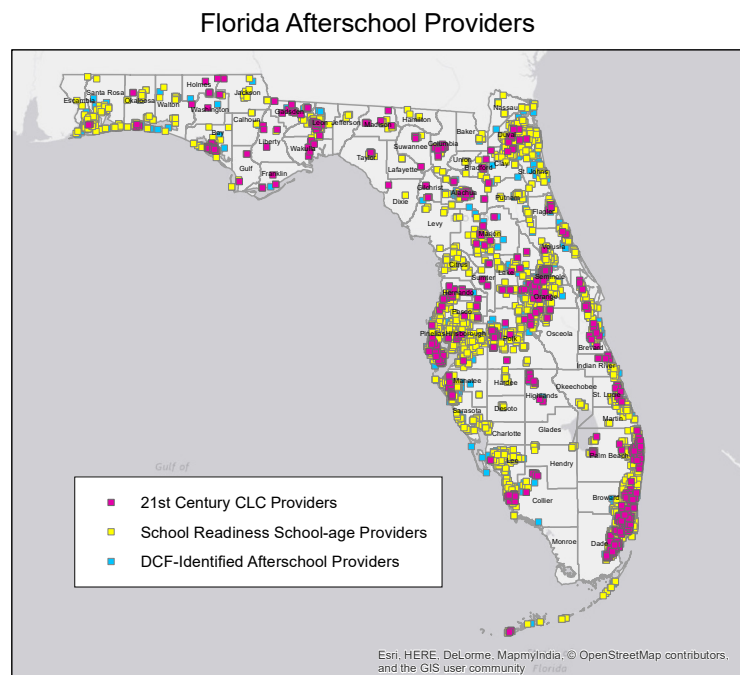 Florida Afterschool Providers
Nassau
Santa Rosa
Holmes
Jackson
Escambia
Okaloosa
Walton
Washington
Gadsden
Hamilton
Madison
Leon
Jefferson
Baker
Duval
Calhoun
Bay
Liberty
Wakulla
Suwannee
Columbia
Union
Clay
Bradford
St. Johns
Taylor
Lafayette
Gulf
Franklin
Gilchrist
Alachua
Putnam
Dixie
Flagler
Levy
Marion
Volusia
Citrus
Lake
Sumter
Seminole
Hernando
Orange
Pasco
Osceola
Pinellas
Hillsborough
Polk
Brevard
Indian River
Manatee
Hardee
Okeechobee
Highlands
St. Lucie
Sarasota
Desoto
Martin
Charlotte
Glades
Lee
Hendry
Palm Beach
Gulf of
Collier
Broward
Monroe
Dade
21st Century CLC Providers
School Readiness School-age Providers
DCF-Identified Afterschool Providers
Esri, HERE, DeLorme, MapmyIndia, © OpenStreetMap contributors,
and the GIS user community
Florida